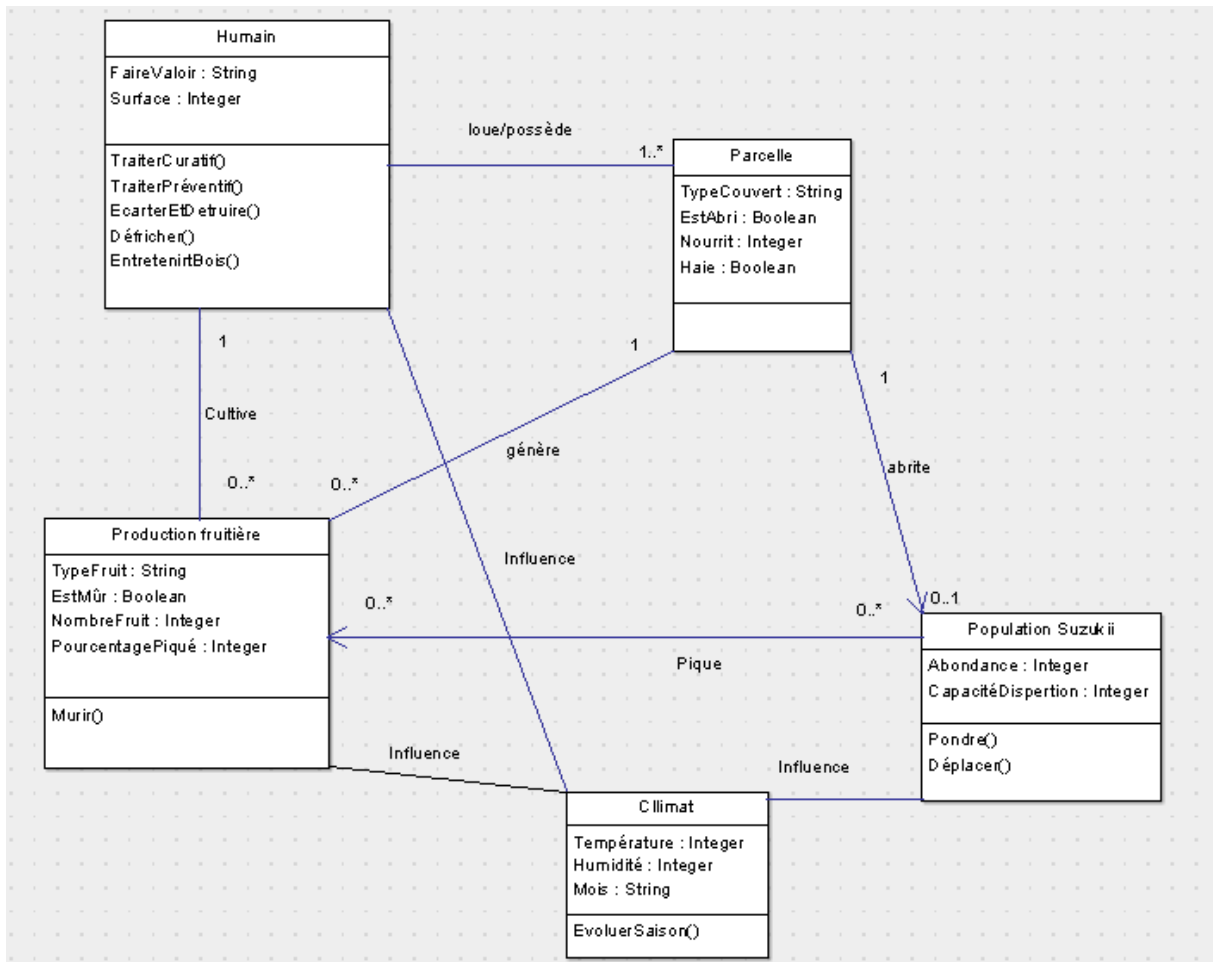 Humain
FaireValoir : String
Surface : Integer
TraiterCuratif()
TraiterPréventif()
EcarterEtDetruire()
Défricher()
EntretenirtBois()
loue/possède
1..*
Parcelle
TypeCouvert : String
EstAbri : Boolean
Nourrit : Integer
Haie : Boolean
1
1
1
Cultive
génère
abrite
0..*
0..*
Production fruitière
TypeFruit : String
EstMûr : Boolean
NombreFruit : Integer
PourcentagePiqué : Integer
Murir()
Influence
0..*
0..*
0..1
Pique
Population Suzukii
Abondance : Integer
CapacitéDispertion : Integer
Pondre()
Déplacer()
Influence
Influence
Cllimat
Température : Integer
Humidité : Integer
Mois : String
EvoluerSaison()